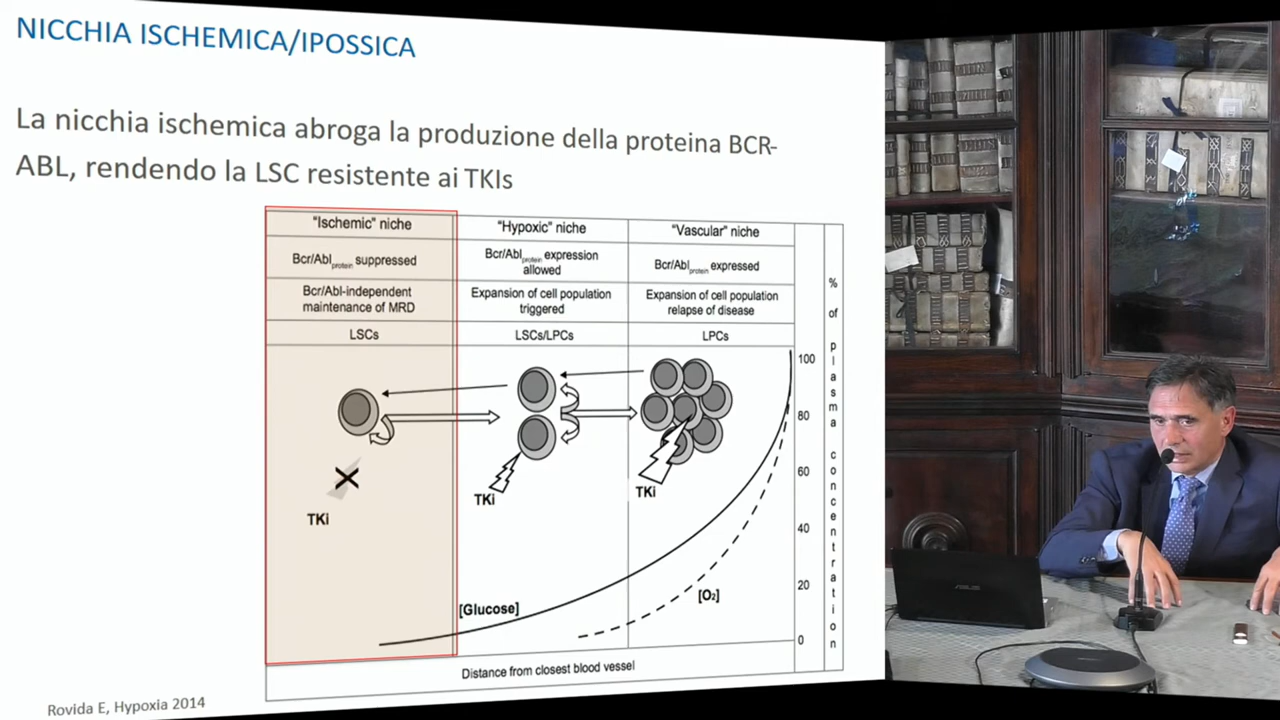 NICCHIA ISCHEMICA/IPOSSICA
La nicchia ischemica abroga la produzione della proteina BCR-
ABL, rendendo la LSC resistente ai TKIs
"Ischemic" niche
"Hypoxic" niche
"Vascular" niche
Bcr/Abl protein suppressed
Bcr/Abl protein expression
allowed
Bcr/Abl protein expressed
Bcr/Abl-independent
maintenance of MRD
Expansion of cell population
triggered
Expansion of cell population
relapse of disease
LSCs
LSCs/LPCs
LPCs
TKi
TKi
TKi
[Glucose]
[O2]
100
80
60
40
20
0
% of plasma concentration
Distance from closest blood vessel
Rovida E, Hypoxia 2014
ASUS